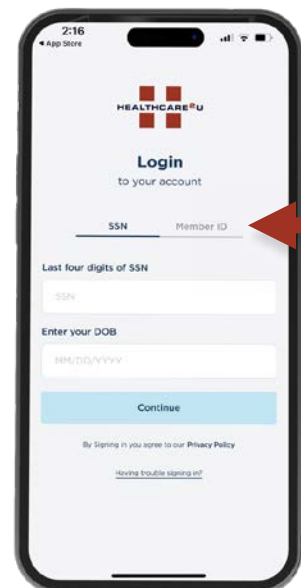 2:16
App Store
HEALTHCARE2U
Login
to your account
SSN Member ID
Last four digits of SSN
SSN
Enter your DOB
MM/DD/YYYY
Continue
By Signing in you agree to our Privacy Policy
Having trouble signing in?